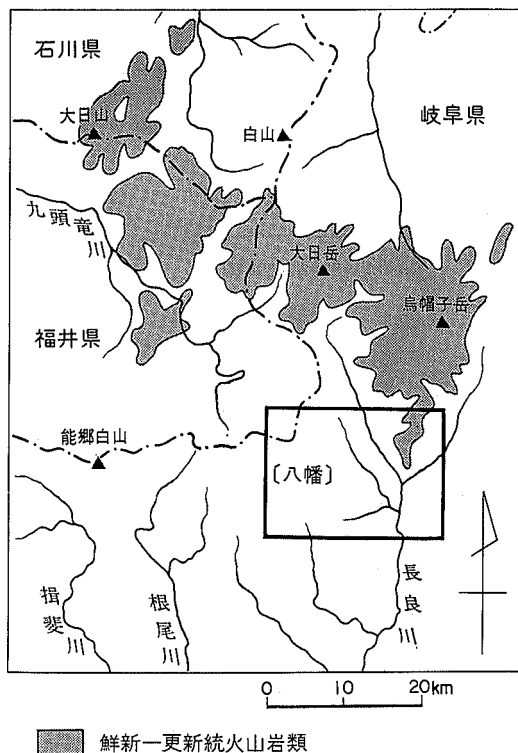 石川県
大日山
白山
岐阜県
九頭竜川
大日岳
烏帽子岳
福井県
能郷白山
〔八幡〕
揖斐川
根尾川
長良川
0 10 20km
鮮新−更新統火山岩類